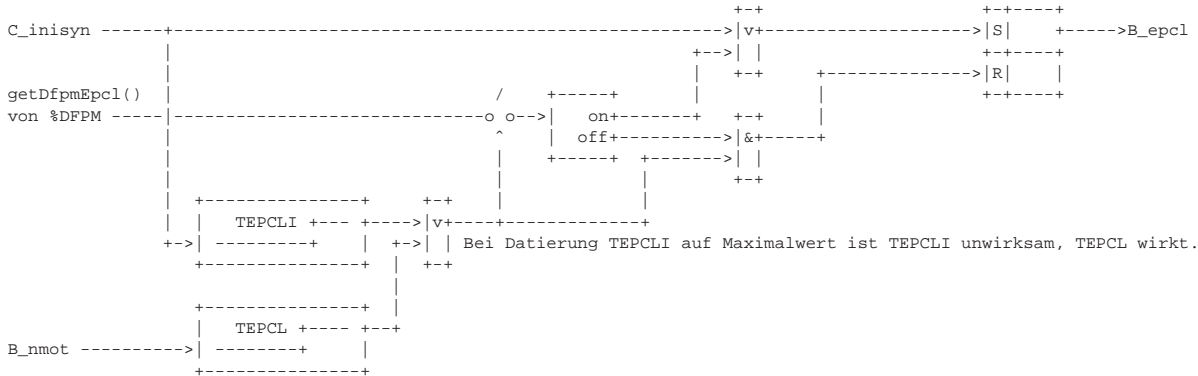 C_inisyn v S B_epcl
R
getDfpmEpcl()
von %DFPM on
off &
TEPCLI v
Bei Datierung TEPCLI auf Maximalwert ist TEPCLI unwirksam, TEPCL wirkt.
TEPCL
B_nmot